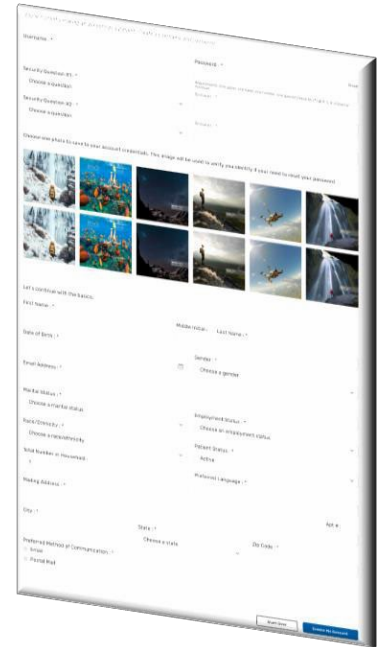 Username : *
Password : *
Security Question #1 : *
Choose a question
Security Question #2 : *
Choose a question
Choose one photo to save to your account credentials. This image will be used to verify you identity if you need to reset your password
Let's continue with the basics.
First Name : *
Middle Initial :
Last Name : *
Date of Birth : *
Gender : *
Choose a gender
Email Address : *
Marital Status : *
Choose a marital status
Employment Status : *
Choose an employment status
Race/Ethnicity : *
Choose a race/ethnicity
Patient Status : *
Active
Total Number in Household :
1
Preferred Language : *
Mailing Address : *
Apt #:
City : *
State : *
Choose a state
Zip Code : *
Preferred Method of Communication : *
Email
Postal Mail
Start Over
Create My Account